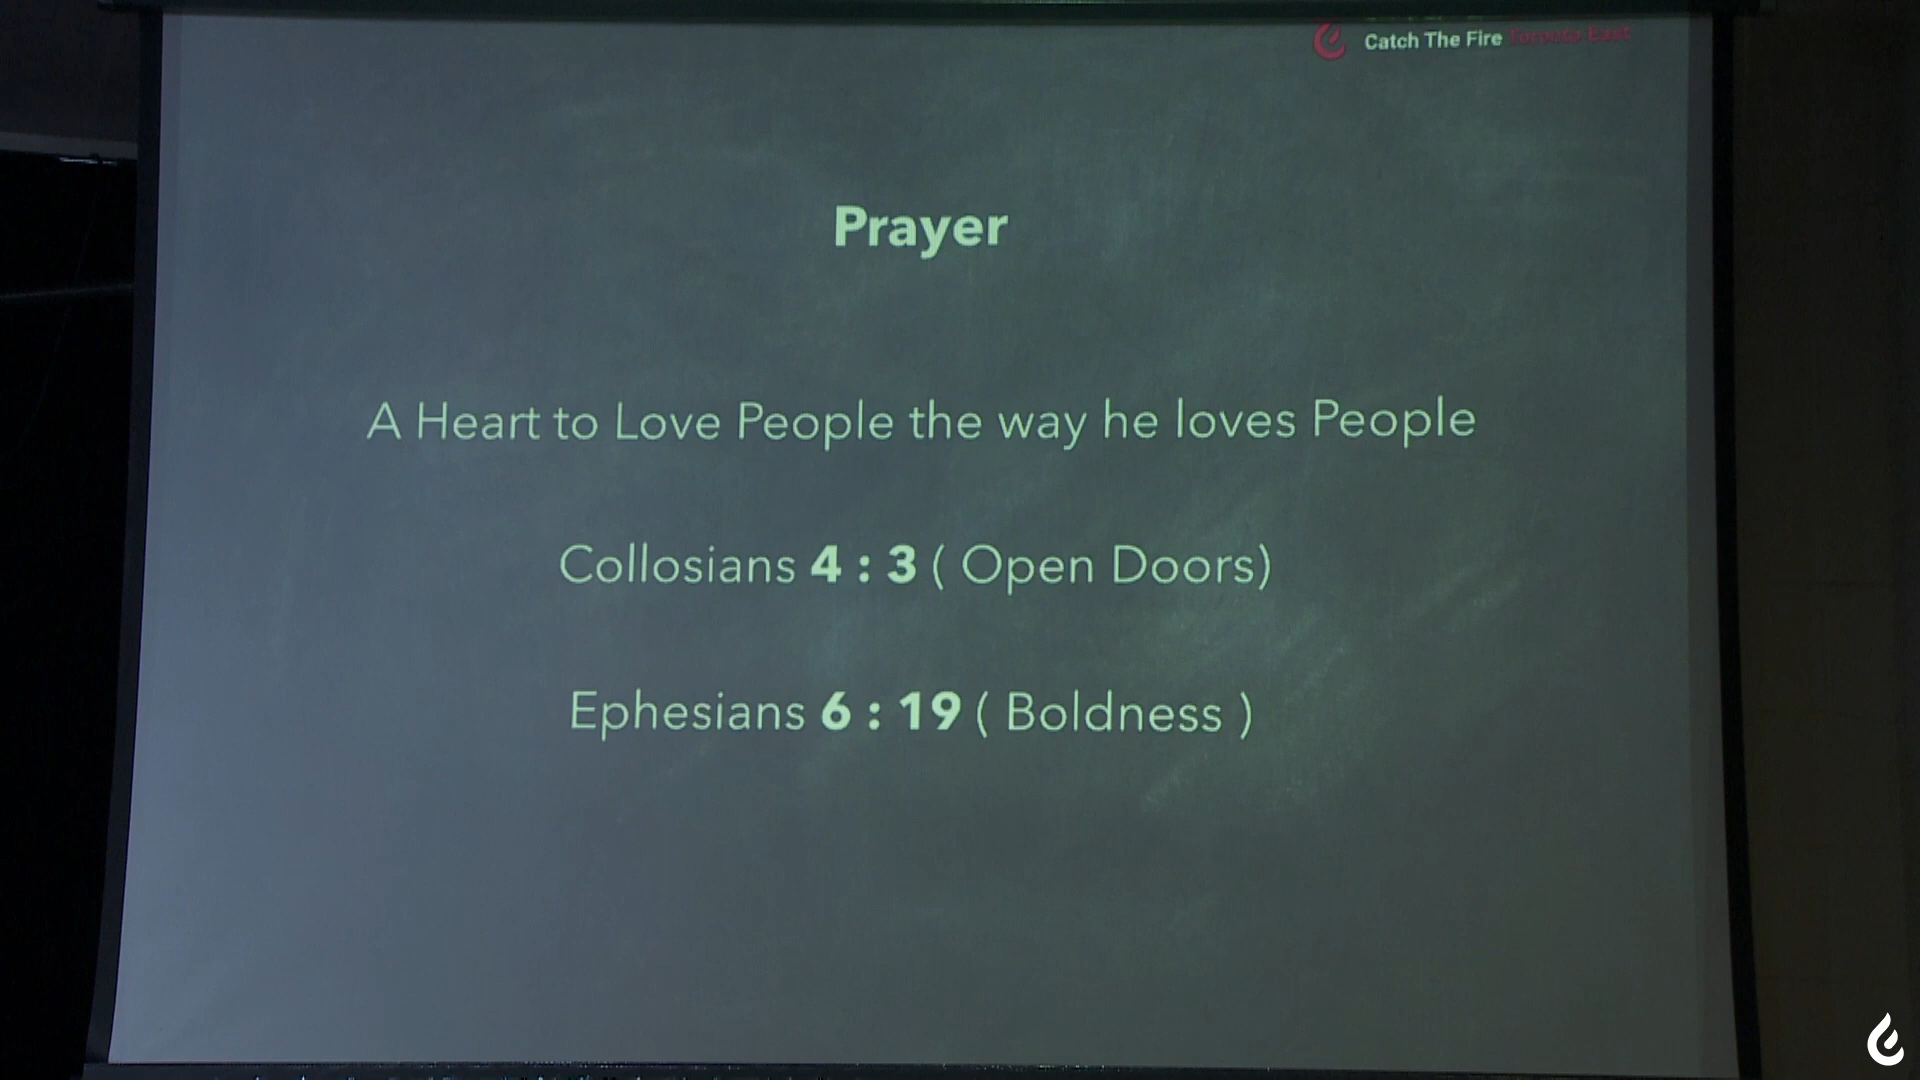 Catch The Fire Toronto East
Prayer
A Heart to Love People the way he loves People
Collosians 4 : 3 ( Open Doors)
Ephesians 6 : 19 ( Boldness )